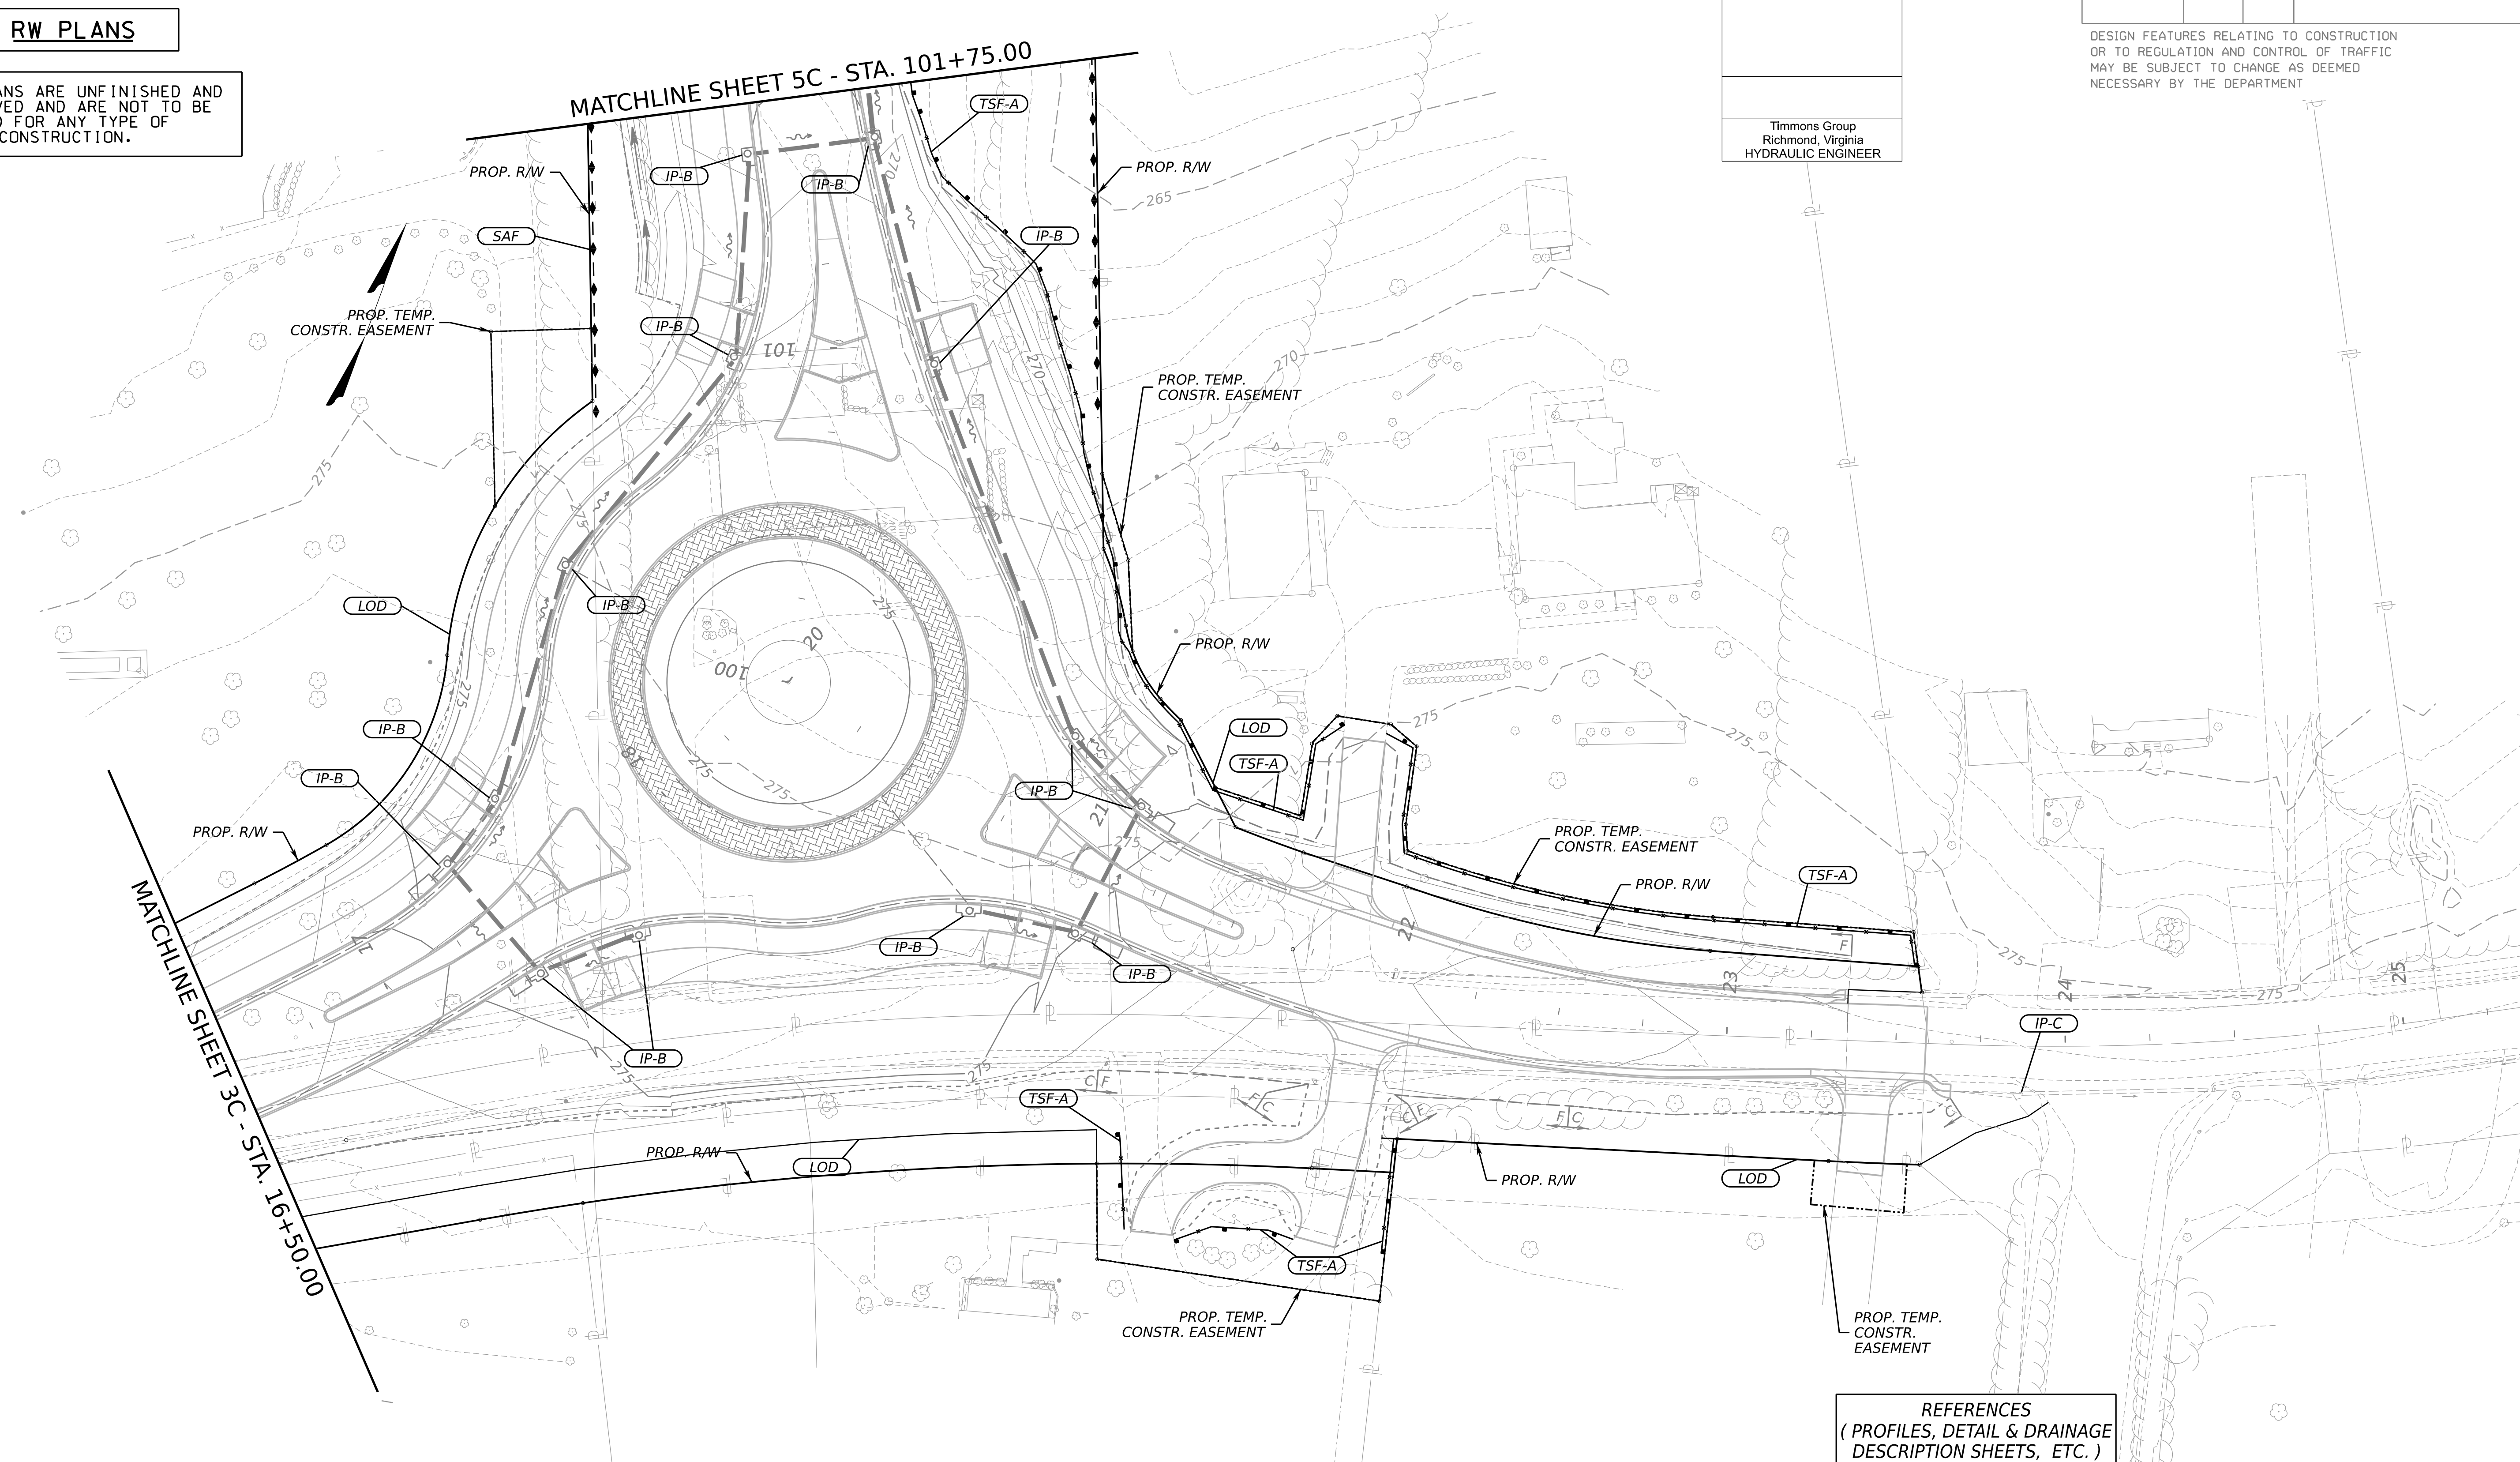 RW PLANS
ANS ARE UNFINISHED AND
VED AND ARE NOT TO BE
D FOR ANY TYPE OF
CONSTRUCTION.
DESIGN FEATURES RELATING TO CONSTRUCTION
OR TO REGULATION AND CONTROL OF TRAFFIC
MAY BE SUBJECT TO CHANGE AS DEEMED
NECESSARY BY THE DEPARTMENT
Timmons Group
Richmond, Virginia
HYDRAULIC ENGINEER
MATCHLINE SHEET 5C - STA. 101+75.00
TSF-A
PROP. R/W
IP-B
IP-B
270
PROP. R/W
265
SAF
IP-B
PROP. TEMP.
CONSTR. EASEMENT
IP-B
101
270
270
PROP. TEMP.
CONSTR. EASEMENT
275
275
270
LOD
IP-B
275
20
100
PROP. R/W
275
IP-B
LOD
275
275
18
275
TSF-A
275
IP-B
IP-B
21
PROP. R/W
275
PROP. TEMP.
CONSTR. EASEMENT
PROP. R/W
TSF-A
MATCHLINE SHEET 3C - STA. 16+50.00
17
IP-B
22
F
IP-B
275
23
24
25
275
IP-C
IP-B
275
275
C F
F C
C F
F C
C
TSF-A
PROP. R/W
LOD
PROP. R/W
LOD
TSF-A
PROP. TEMP.
CONSTR. EASEMENT
PROP. TEMP.
CONSTR.
EASEMENT
REFERENCES
( PROFILES, DETAIL & DRAINAGE
DESCRIPTION SHEETS, ETC. )